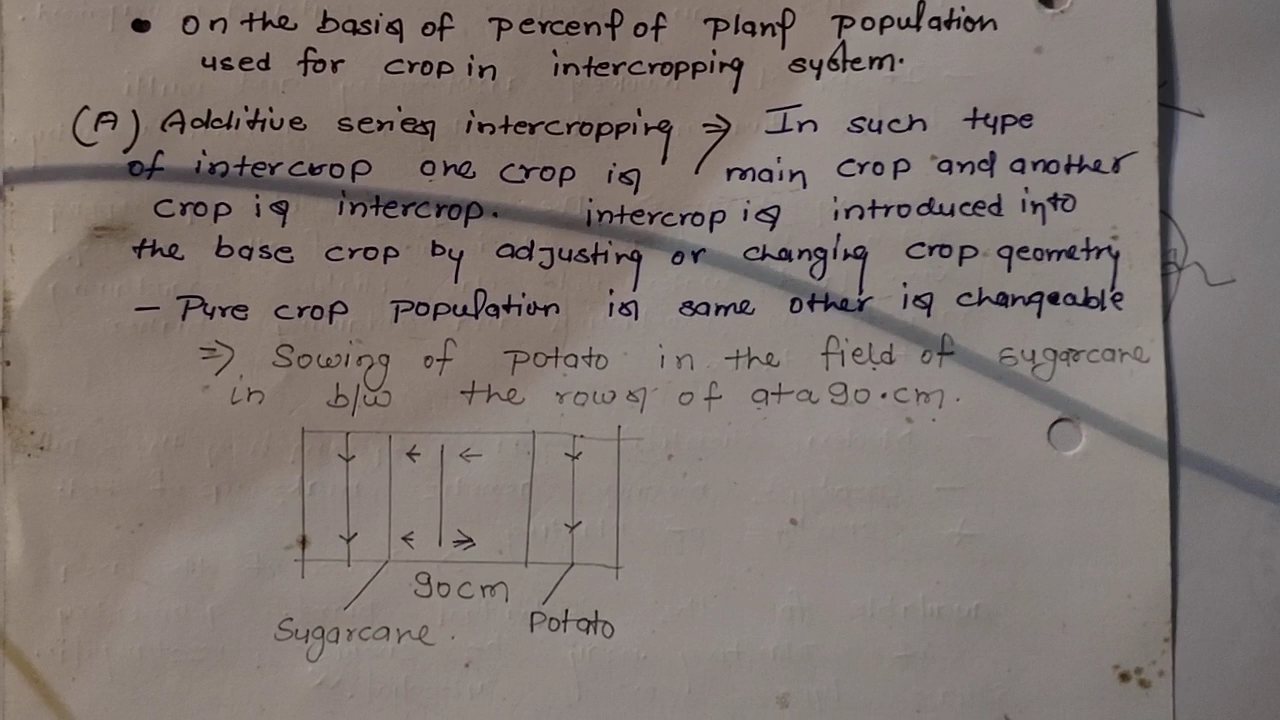 • on the basis of percent of plant population
used for crop in intercropping system.
(A) Additive series intercropping ⇒ In such type
of intercrop one crop is main crop and another
crop is intercrop. intercrop is introduced into
the base crop by adjusting or changing crop geometry
– Pure crop population is same other is changeable
⇒ Sowing of potato in the field of sugarcane
in b/w the rows of at a 90.cm.
90cm
Sugarcane. Potato